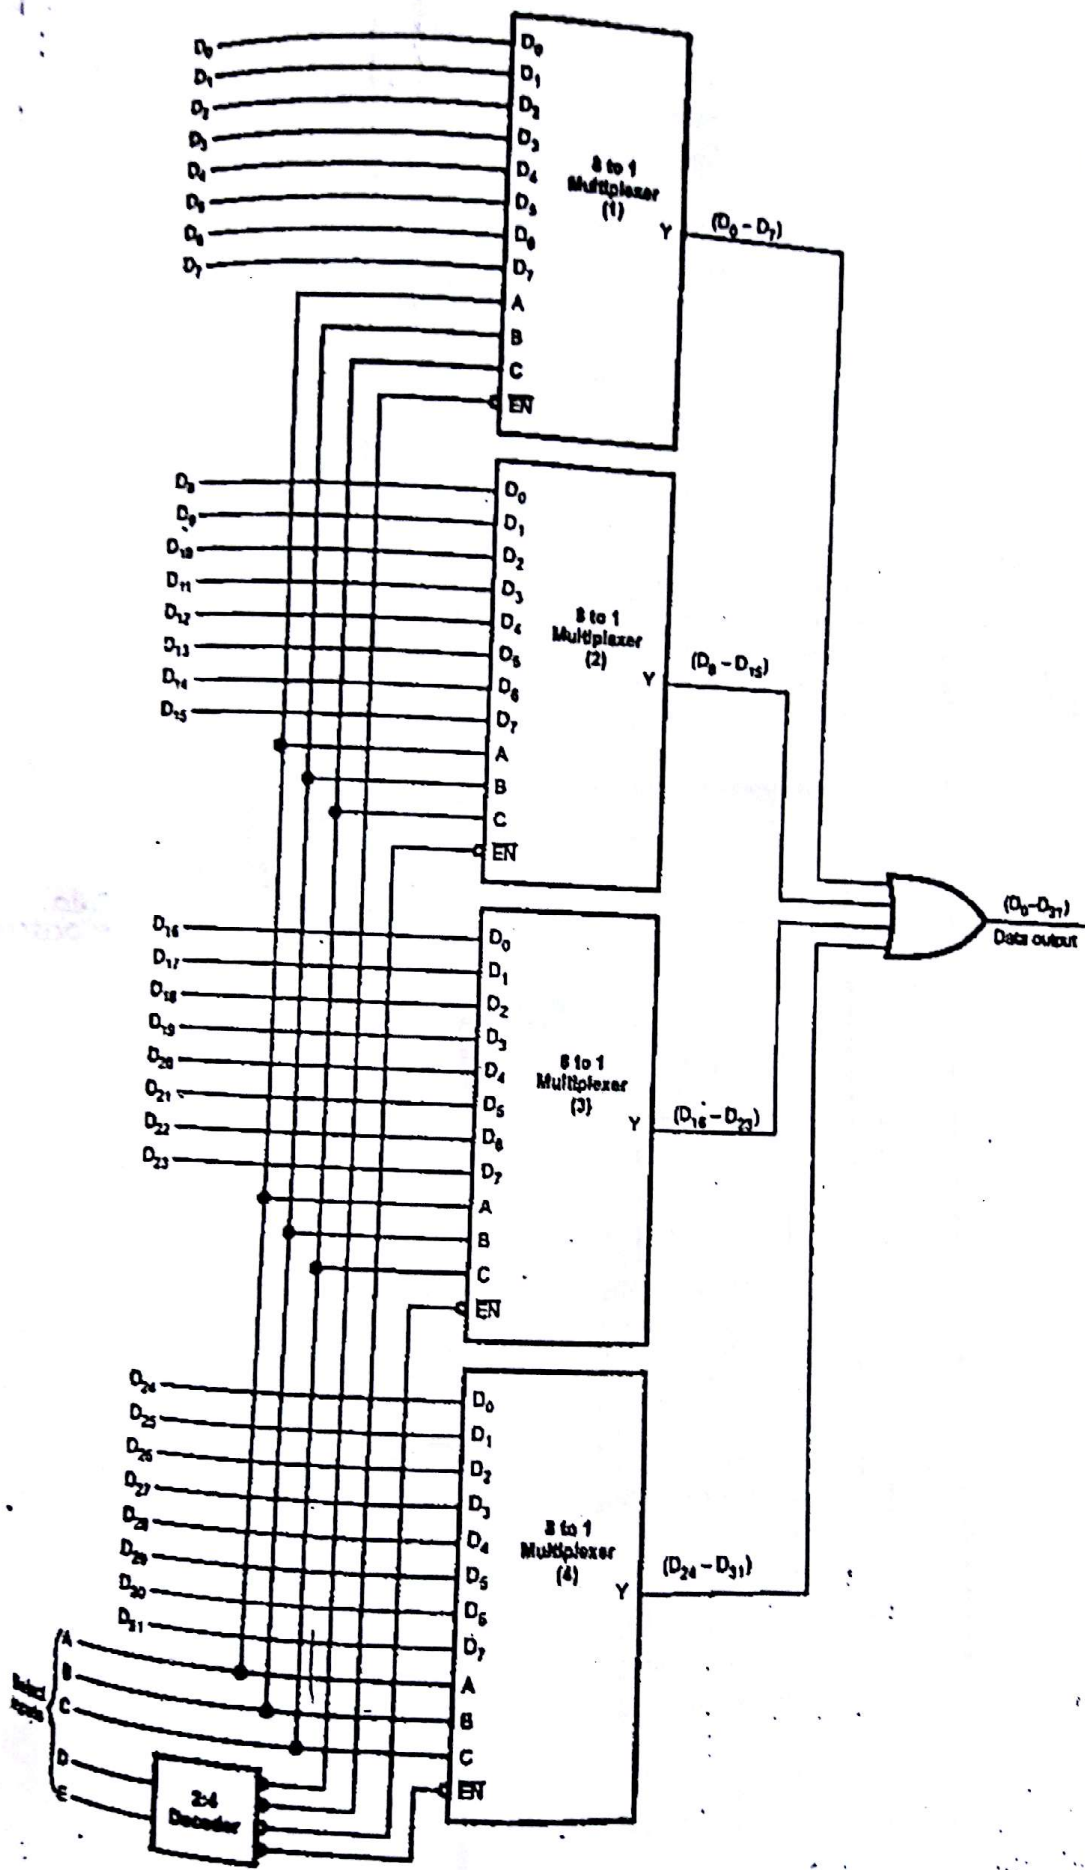 D₀ D₀
D₁ D₁
D₂ D₂
D₃ D₃
D₄ D₄
D₅ D₅
D₆ D₆
D₇ D₇
8 to 1
Multiplexer
(1)
Y
(D₀ – D₇)
A
B
C
EN
D₈ D₀
D₉ D₁
D₁₀ D₂
D₁₁ D₃
D₁₂ D₄
D₁₃ D₅
D₁₄ D₆
D₁₅ D₇
8 to 1
Multiplexer
(2)
Y
(D₈ – D₁₅)
A
B
C
EN
(D₀–D₃₁)
Data output
D₁₆ D₀
D₁₇ D₁
D₁₈ D₂
D₁₉ D₃
D₂₀ D₄
D₂₁ D₅
D₂₂ D₆
D₂₃ D₇
8 to 1
Multiplexer
(3)
Y
(D₁₆ – D₂₃)
A
B
C
EN
D₂₄ D₀
D₂₅ D₁
D₂₆ D₂
D₂₇ D₃
D₂₈ D₄
D₂₉ D₅
D₃₀ D₆
D₃₁ D₇
8 to 1
Multiplexer
(4)
Y
(D₂₄ – D₃₁)
A
B
C
EN
Select
inputs
A
B
C
D
E
2:4
Decoder